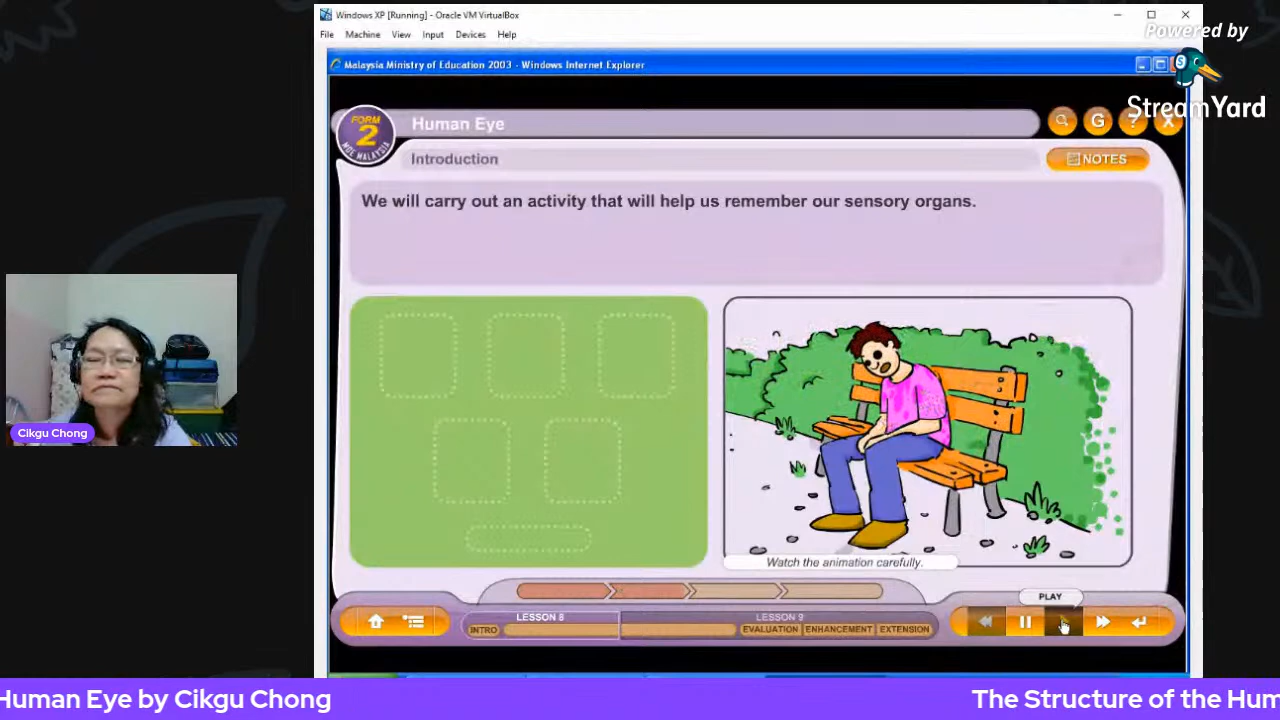 Windows XP [Running] - Oracle VM VirtualBox
File Machine View Input Devices Help
Powered by
StreamYard
Malaysia Ministry of Education 2003 - Windows Internet Explorer
FORM
2
MOE MALAYSIA
Human Eye
G ? X
Introduction
NOTES
We will carry out an activity that will help us remember our sensory organs.
Watch the animation carefully.
PLAY
LESSON 8
LESSON 9
INTRO
EVALUATION ENHANCEMENT EXTENSION
Cikgu Chong
Human Eye by Cikgu Chong
The Structure of the Hum